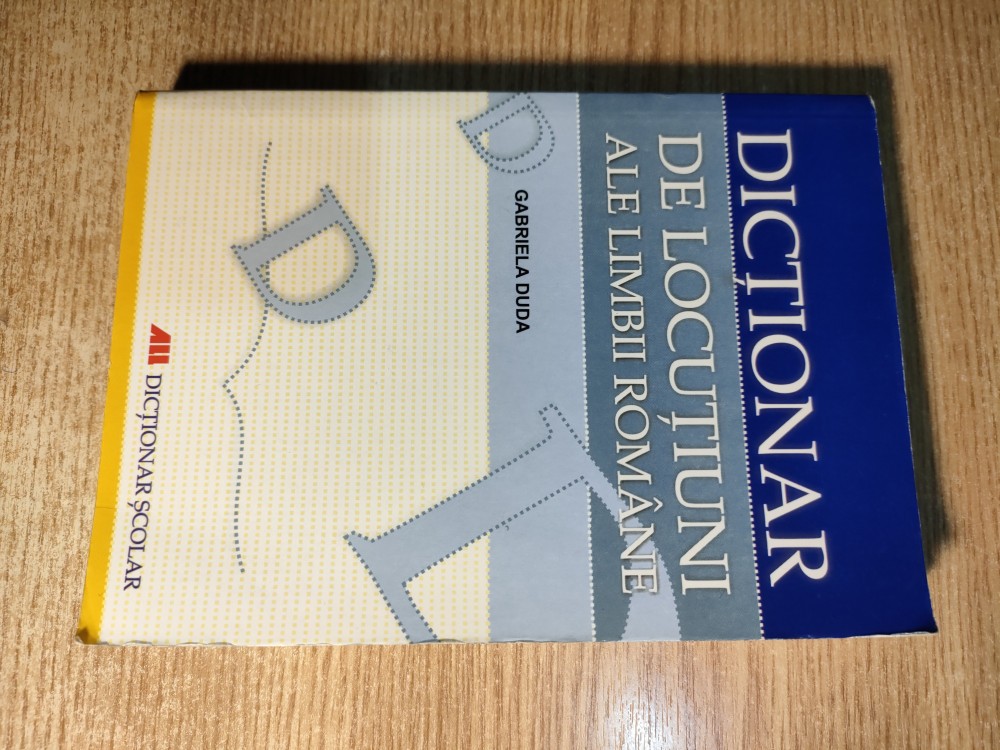 DICȚIONAR
DE LOCUȚIUNI
ALE LIMBII ROMÂNE
D
GABRIELA DUDA
L
D
ALL DICȚIONAR ȘCOLAR